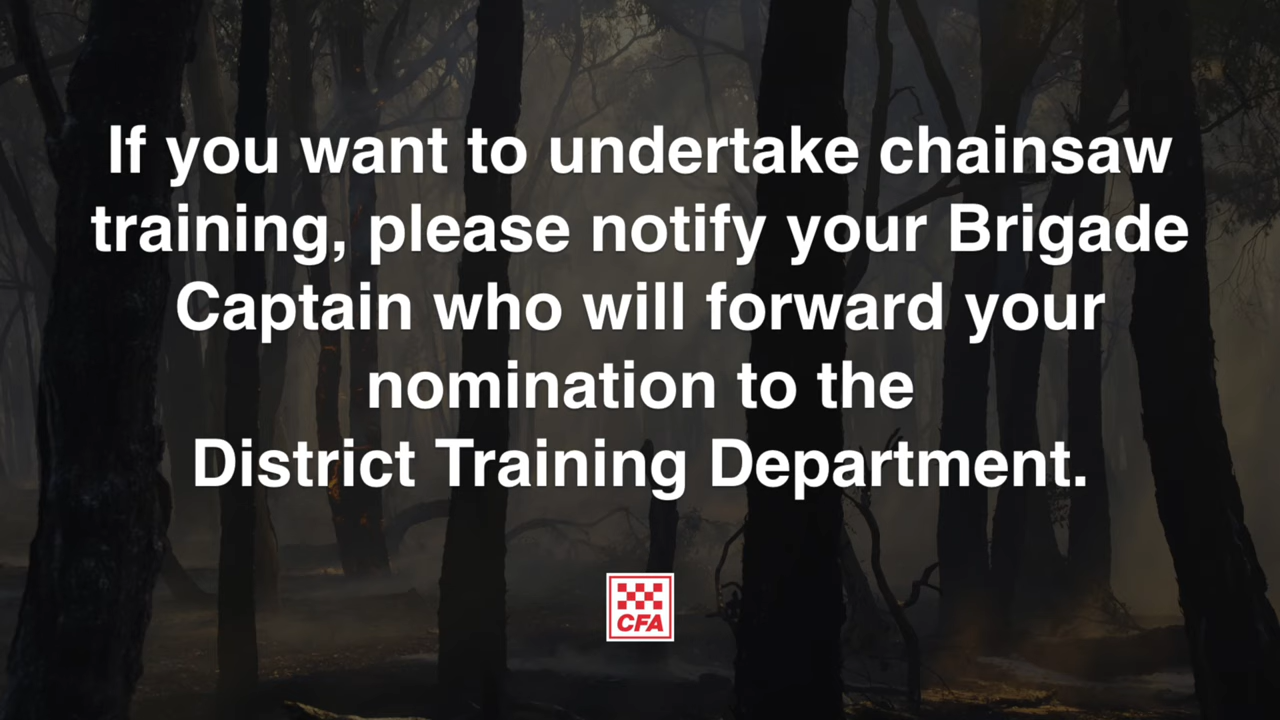 If you want to undertake chainsaw
training, please notify your Brigade
Captain who will forward your
nomination to the
District Training Department.
CFA